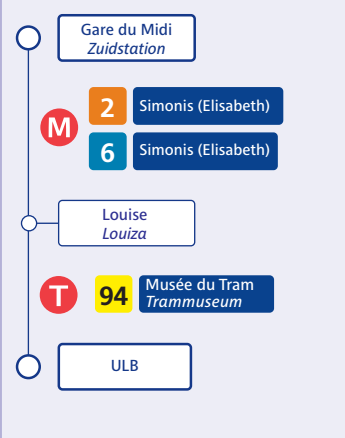 Gare du Midi
Zuidstation
M
2 Simonis (Elisabeth)
6 Simonis (Elisabeth)
Louise
Louiza
T
94 Musée du Tram
Trammuseum
ULB